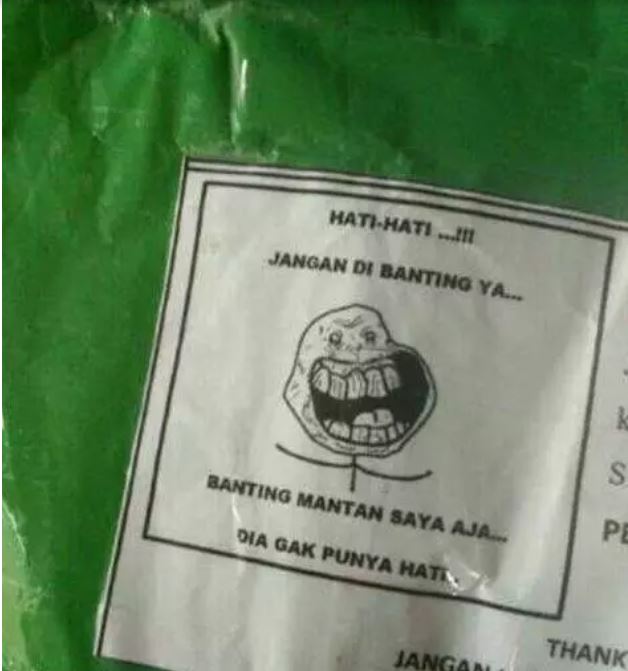 HATI-HATI ...!!!
JANGAN DI BANTING YA...
BANTING MANTAN SAYA AJA...
DIA GAK PUNYA HATI
THANK
JANGAN